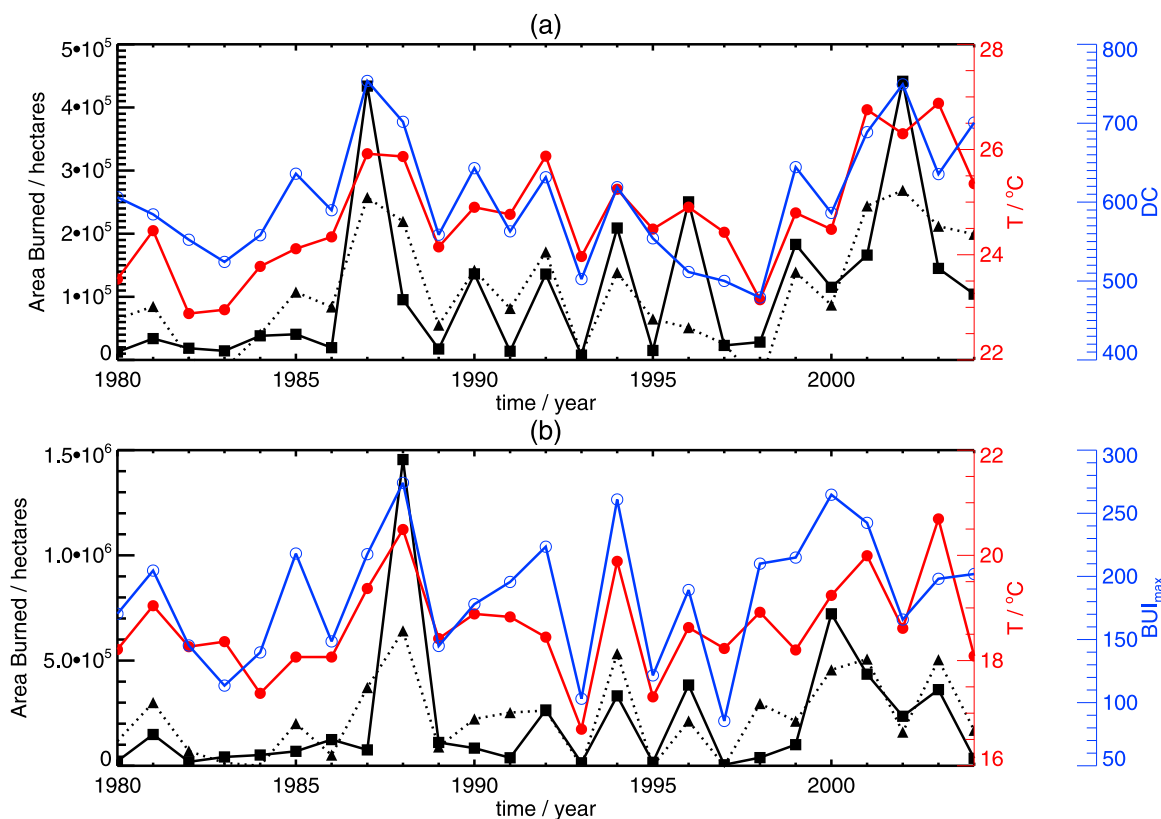 (a)
5•10⁵
4•10⁵
3•10⁵
2•10⁵
1•10⁵
0
Area Burned / hectares
28
26
24
22
T / °C
800
700
600
500
400
DC
1980 1985 1990 1995 2000
time / year
(b)
1.5•10⁶
1.0•10⁶
5.0•10⁵
0
Area Burned / hectares
22
20
18
16
T / °C
300
250
200
150
100
50
BUImax
1980 1985 1990 1995 2000
time / year